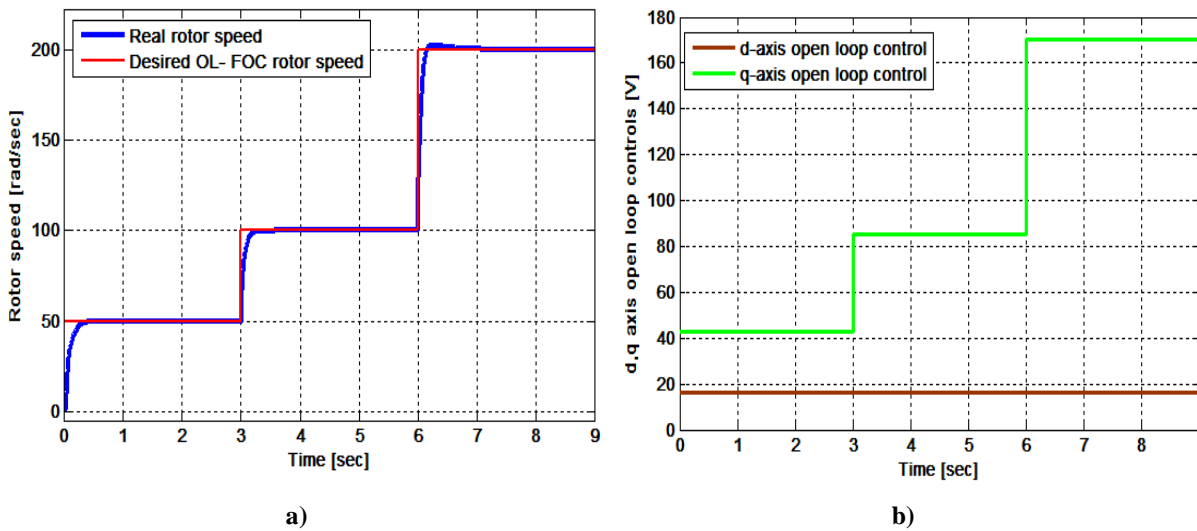 Real rotor speed
Desired OL- FOC rotor speed
Rotor speed [rad/sec]
200
150
100
50
0
0 1 2 3 4 5 6 7 8 9
Time [sec]
a)
d-axis open loop control
q-axis open loop control
d,q axis open loop controls [V]
180
160
140
120
100
80
60
40
20
0
0 1 2 3 4 5 6 7 8
Time [sec]
b)